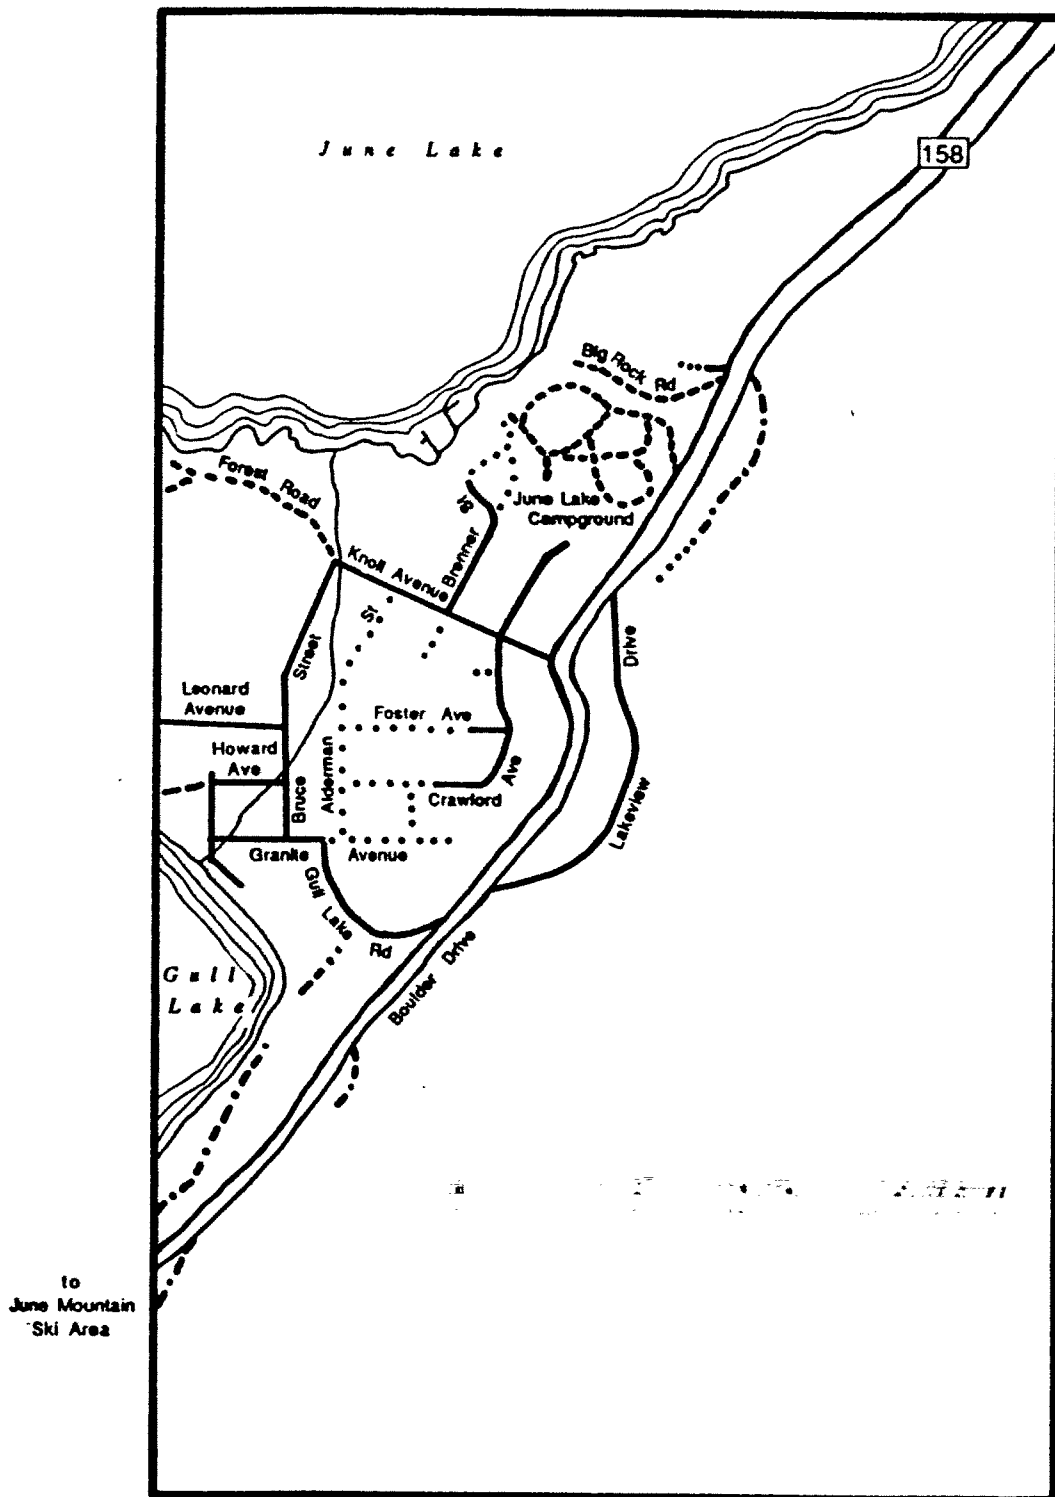 June Lake
158
Big Rock Rd
Forest Road
June Lake
Campground
St
Brenner
Knoll Avenue
St
Alderman
Street
Bruce
Drive
Lakeview
Leonard
Avenue
Foster Ave
Howard
Ave
Crawford Ave
Granite Avenue
Gull Lake Rd
Boulder Drive
Gull
Lake
to
June Mountain
Ski Area